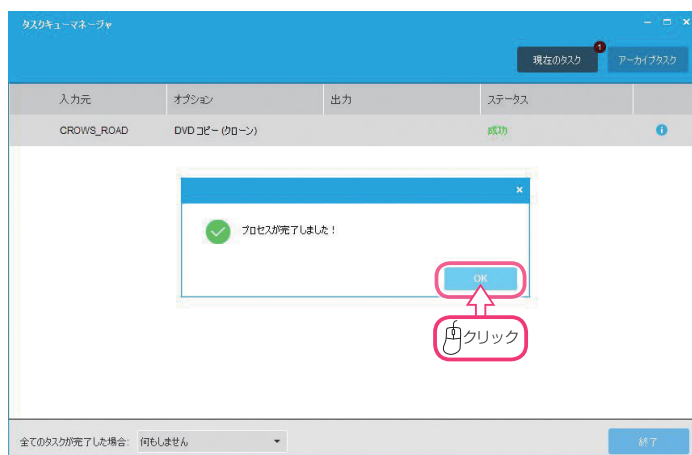 タスクキューマネージャ
現在のタスク 1 アーカイブタスク
入力元 オプション 出力 ステータス
CROWS_ROAD DVD コピー (クローン) 成功
プロセスが完了しました!
OK
クリック
全てのタスクが完了した場合: 何もしません 終了